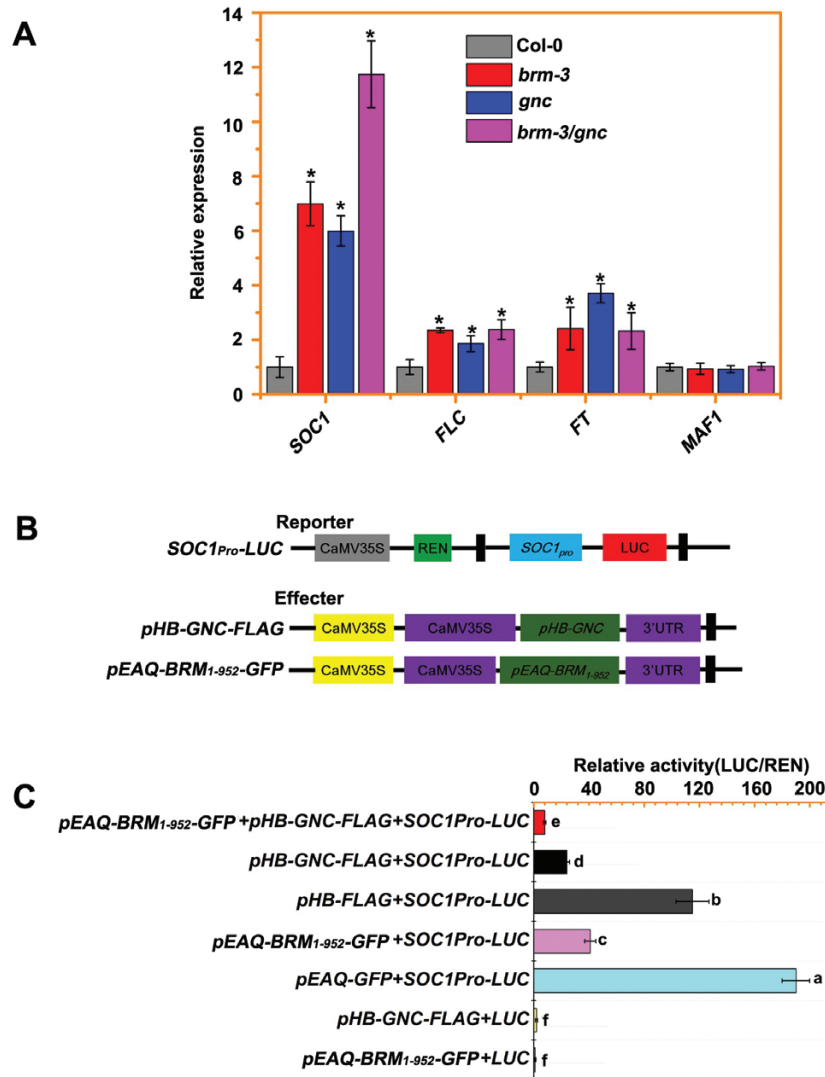 A
14
12
10
8
6
4
2
0
Relative expression
Col-0
brm-3
gnc
brm-3/gnc
*
* * *
* * *
* * *
SOC1 FLC FT MAF1
B
Reporter
SOC1Pro-LUC CaMV35S REN SOC1pro LUC
Effecter
pHB-GNC-FLAG CaMV35S CaMV35S pHB-GNC 3'UTR
pEAQ-BRM1-952-GFP CaMV35S CaMV35S pEAQ-BRM1-952 3'UTR
C
Relative activity(LUC/REN)
0 40 80 120 160 200
pEAQ-BRM1-952-GFP+pHB-GNC-FLAG+SOC1Pro-LUC e
pHB-GNC-FLAG+SOC1Pro-LUC d
pHB-FLAG+SOC1Pro-LUC b
pEAQ-BRM1-952-GFP+SOC1Pro-LUC c
pEAQ-GFP+SOC1Pro-LUC a
pHB-GNC-FLAG+LUC f
pEAQ-BRM1-952-GFP+LUC f